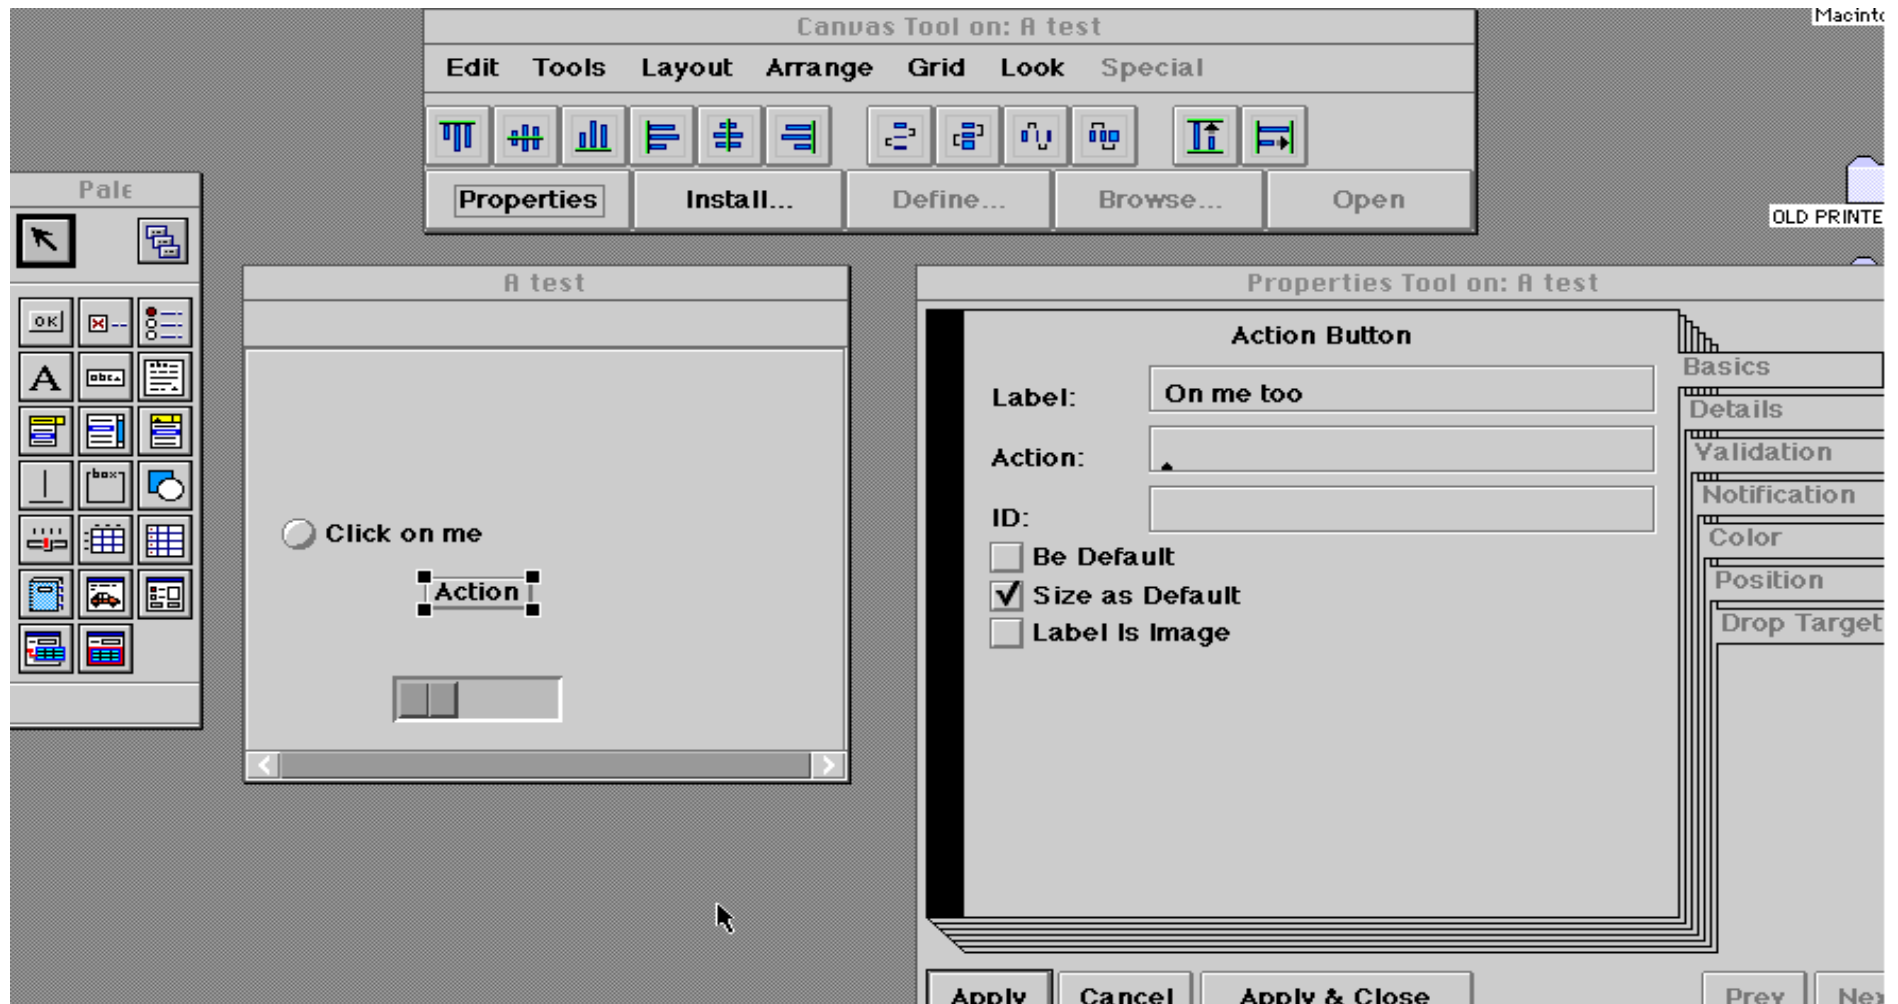 Macinto
Canvas Tool on: A test
Edit Tools Layout Arrange Grid Look Special
Properties Install... Define... Browse... Open
Pale
OLD PRINTE
OK
A
abc
abc
box
A test
Click on me
Action
Properties Tool on: A test
Action Button
Label: On me too
Action:
ID:
Be Default
Size as Default
Label Is Image
Basics
Details
Validation
Notification
Color
Position
Drop Target
Apply Cancel Apply & Close Prev Nex